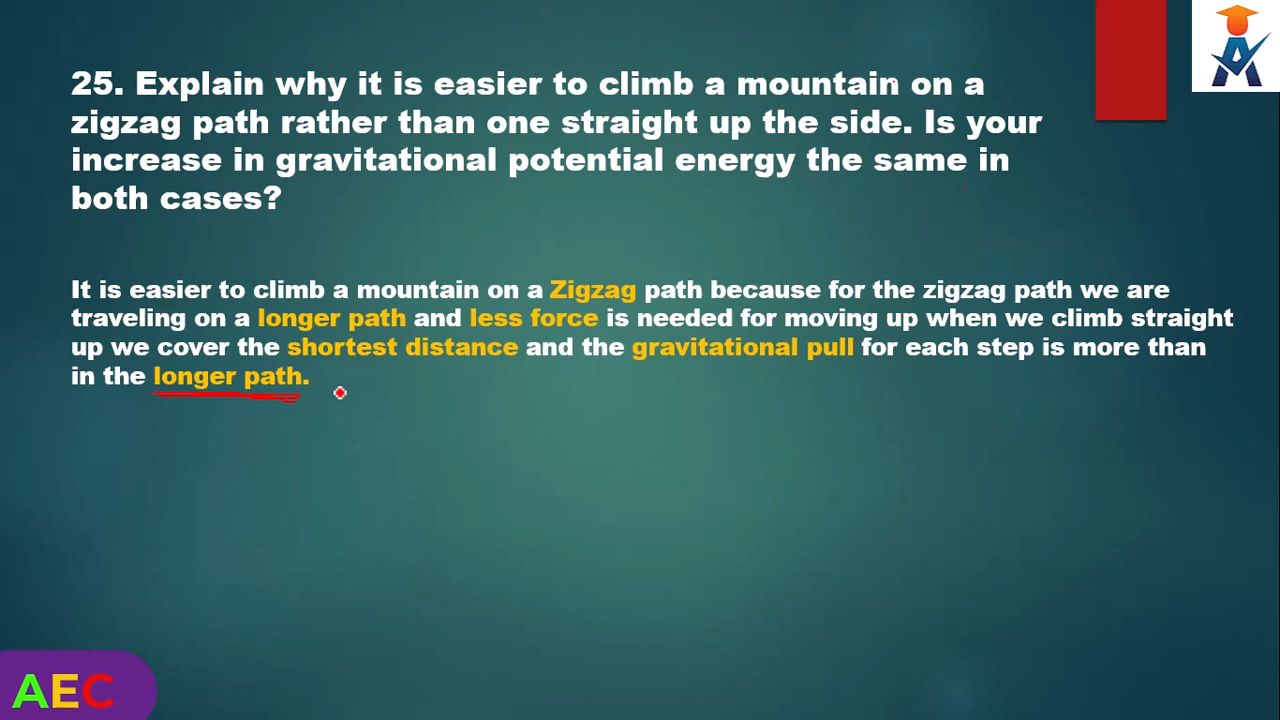 25. Explain why it is easier to climb a mountain on a
zigzag path rather than one straight up the side. Is your
increase in gravitational potential energy the same in
both cases?
It is easier to climb a mountain on a Zigzag path because for the zigzag path we are
traveling on a longer path and less force is needed for moving up when we climb straight
up we cover the shortest distance and the gravitational pull for each step is more than
in the longer path.
AEC